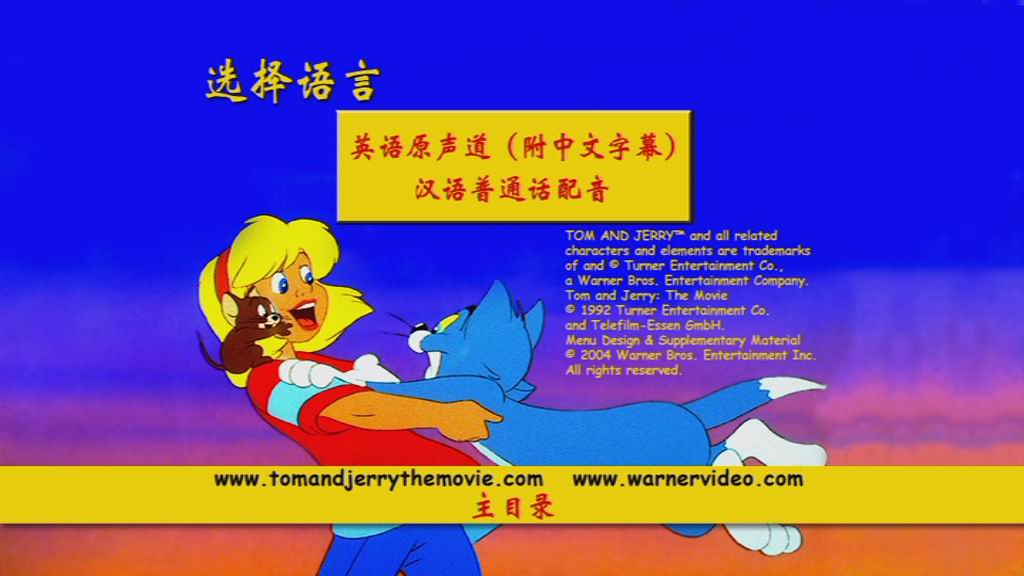 选择语言
英语原声道（附中文字幕）
汉语普通话配音
TOM AND JERRY™ and all related
characters and elements are trademarks
of and © Turner Entertainment Co.,
a Warner Bros. Entertainment Company.
Tom and Jerry: The Movie
© 1992 Turner Entertainment Co.
and Telefilm-Essen GmbH.
Menu Design & Supplementary Material
© 2004 Warner Bros. Entertainment Inc.
All rights reserved.
www.tomandjerrythemovie.com www.warnervideo.com
主目录